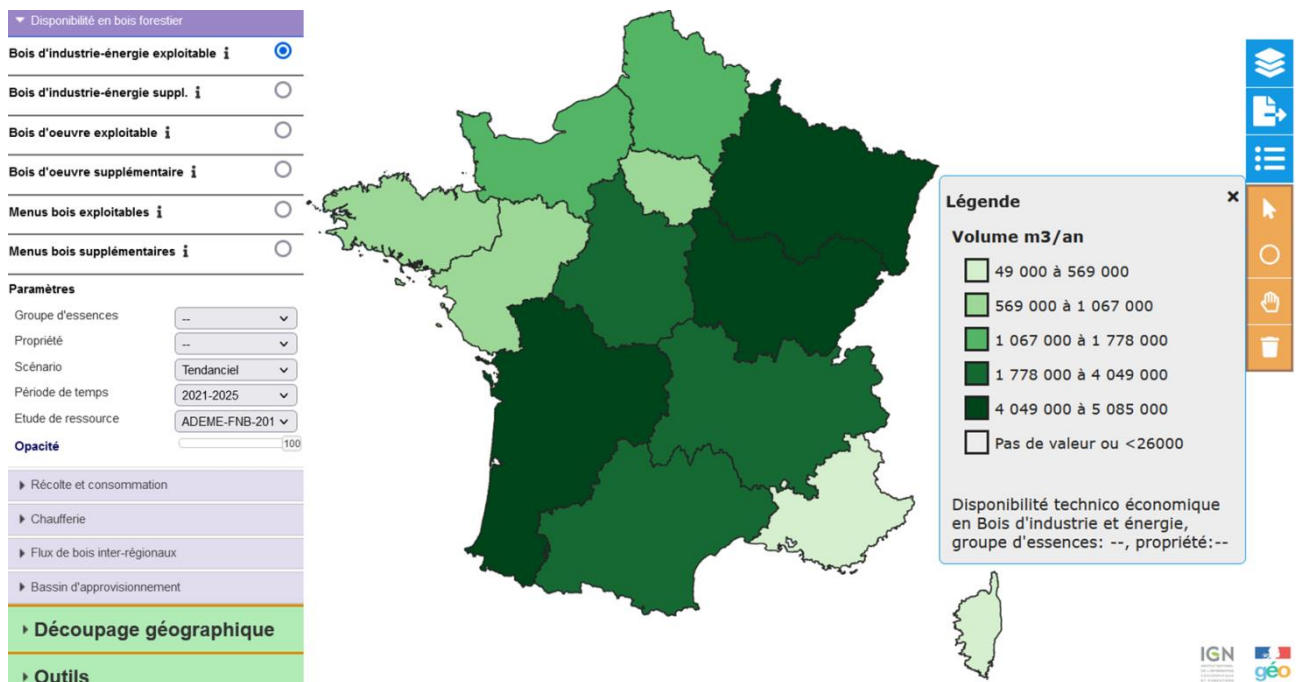 Disponibilité en bois forestier
Bois d'industrie-énergie exploitable i
Bois d'industrie-énergie suppl. i
Bois d'oeuvre exploitable i
Bois d'oeuvre supplémentaire i
Menus bois exploitables i
Menus bois supplémentaires i
Paramètres
Groupe d'essences --
Propriété --
Scénario Tendanciel
Période de temps 2021-2025
Etude de ressource ADEME-FNB-201
Opacité 100
Récolte et consommation
Chaufferie
Flux de bois inter-régionaux
Bassin d'approvisionnement
Découpage géographique
Outils
Légende
Volume m3/an
49 000 à 569 000
569 000 à 1 067 000
1 067 000 à 1 778 000
1 778 000 à 4 049 000
4 049 000 à 5 085 000
Pas de valeur ou <26000
Disponibilité technico économique
en Bois d'industrie et énergie,
groupe d'essences: --, propriété:--
IGN
géo